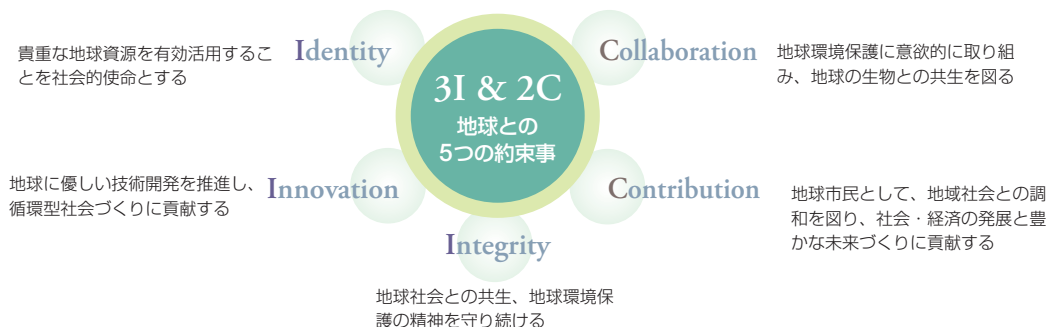 3I & 2C
地球との
5つの約束事
Identity
貴重な地球資源を有効活用するこ
とを社会的使命とする
Collaboration
地球環境保護に意欲的に取り組
み、地球の生物との共生を図る
Innovation
地球に優しい技術開発を推進し、
循環型社会づくりに貢献する
Contribution
地球市民として、地域社会との調
和を図り、社会・経済の発展と豊
かな未来づくりに貢献する
Integrity
地球社会との共生、地球環境保
護の精神を守り続ける